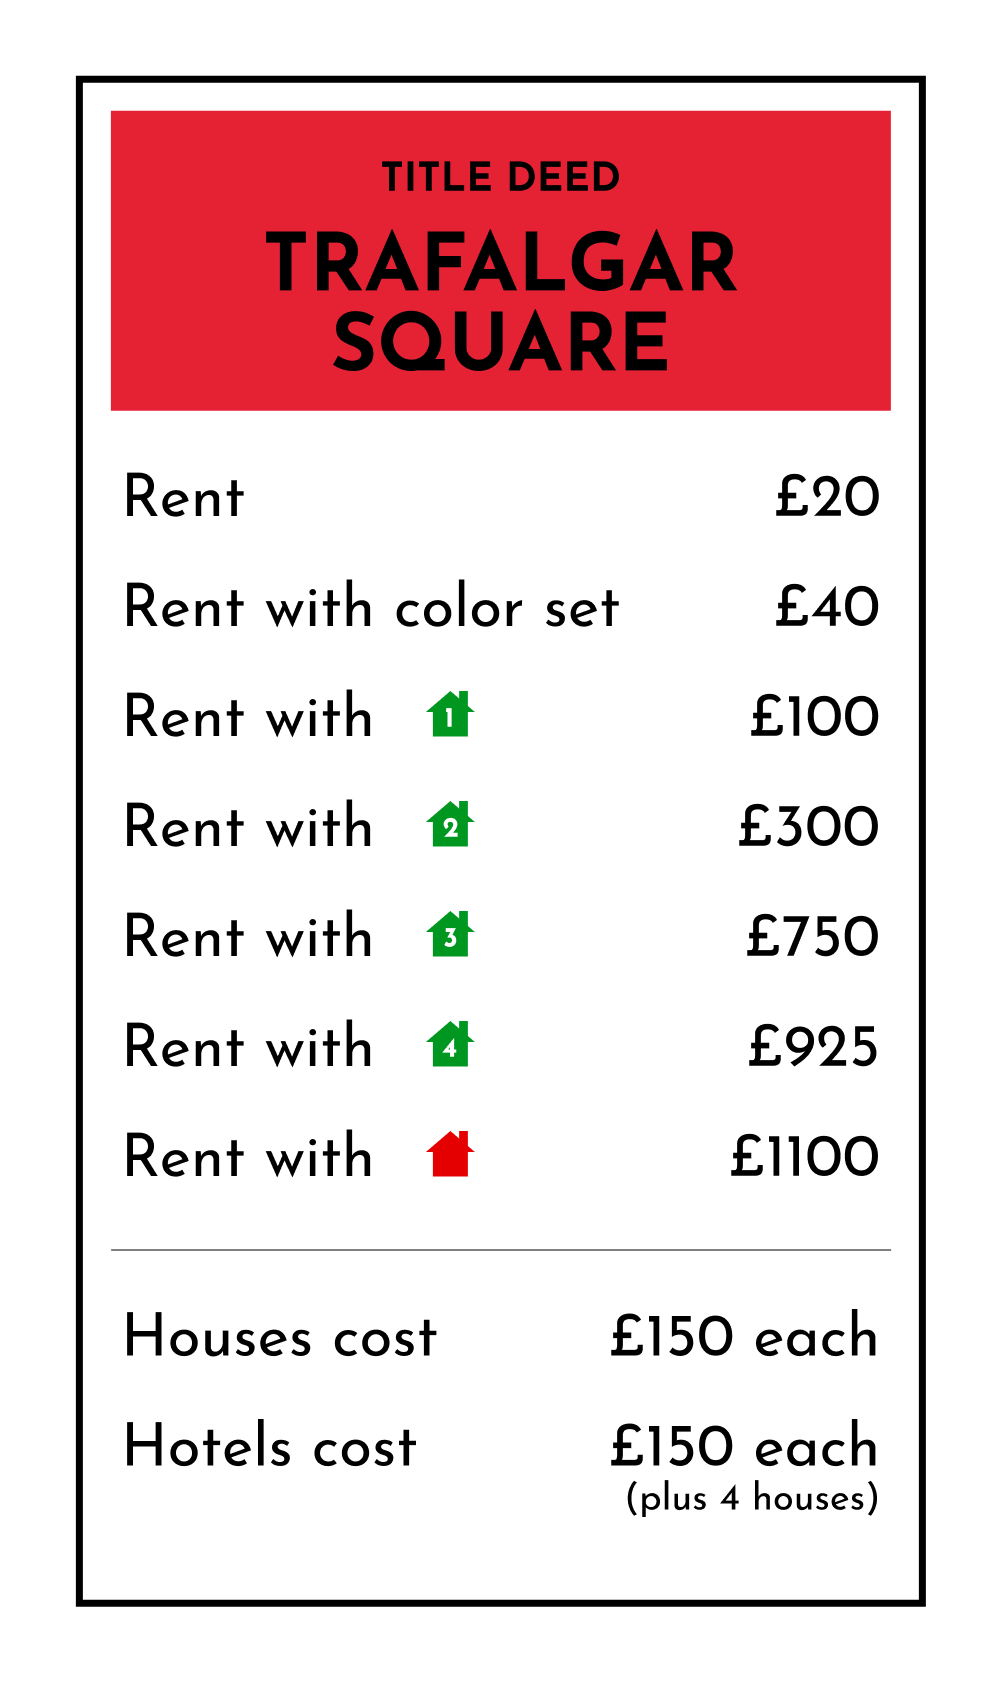 TITLE DEED
TRAFALGAR
SQUARE
Rent £20
Rent with color set £40
Rent with 1 £100
Rent with 2 £300
Rent with 3 £750
Rent with 4 £925
Rent with £1100
Houses cost £150 each
Hotels cost £150 each
(plus 4 houses)